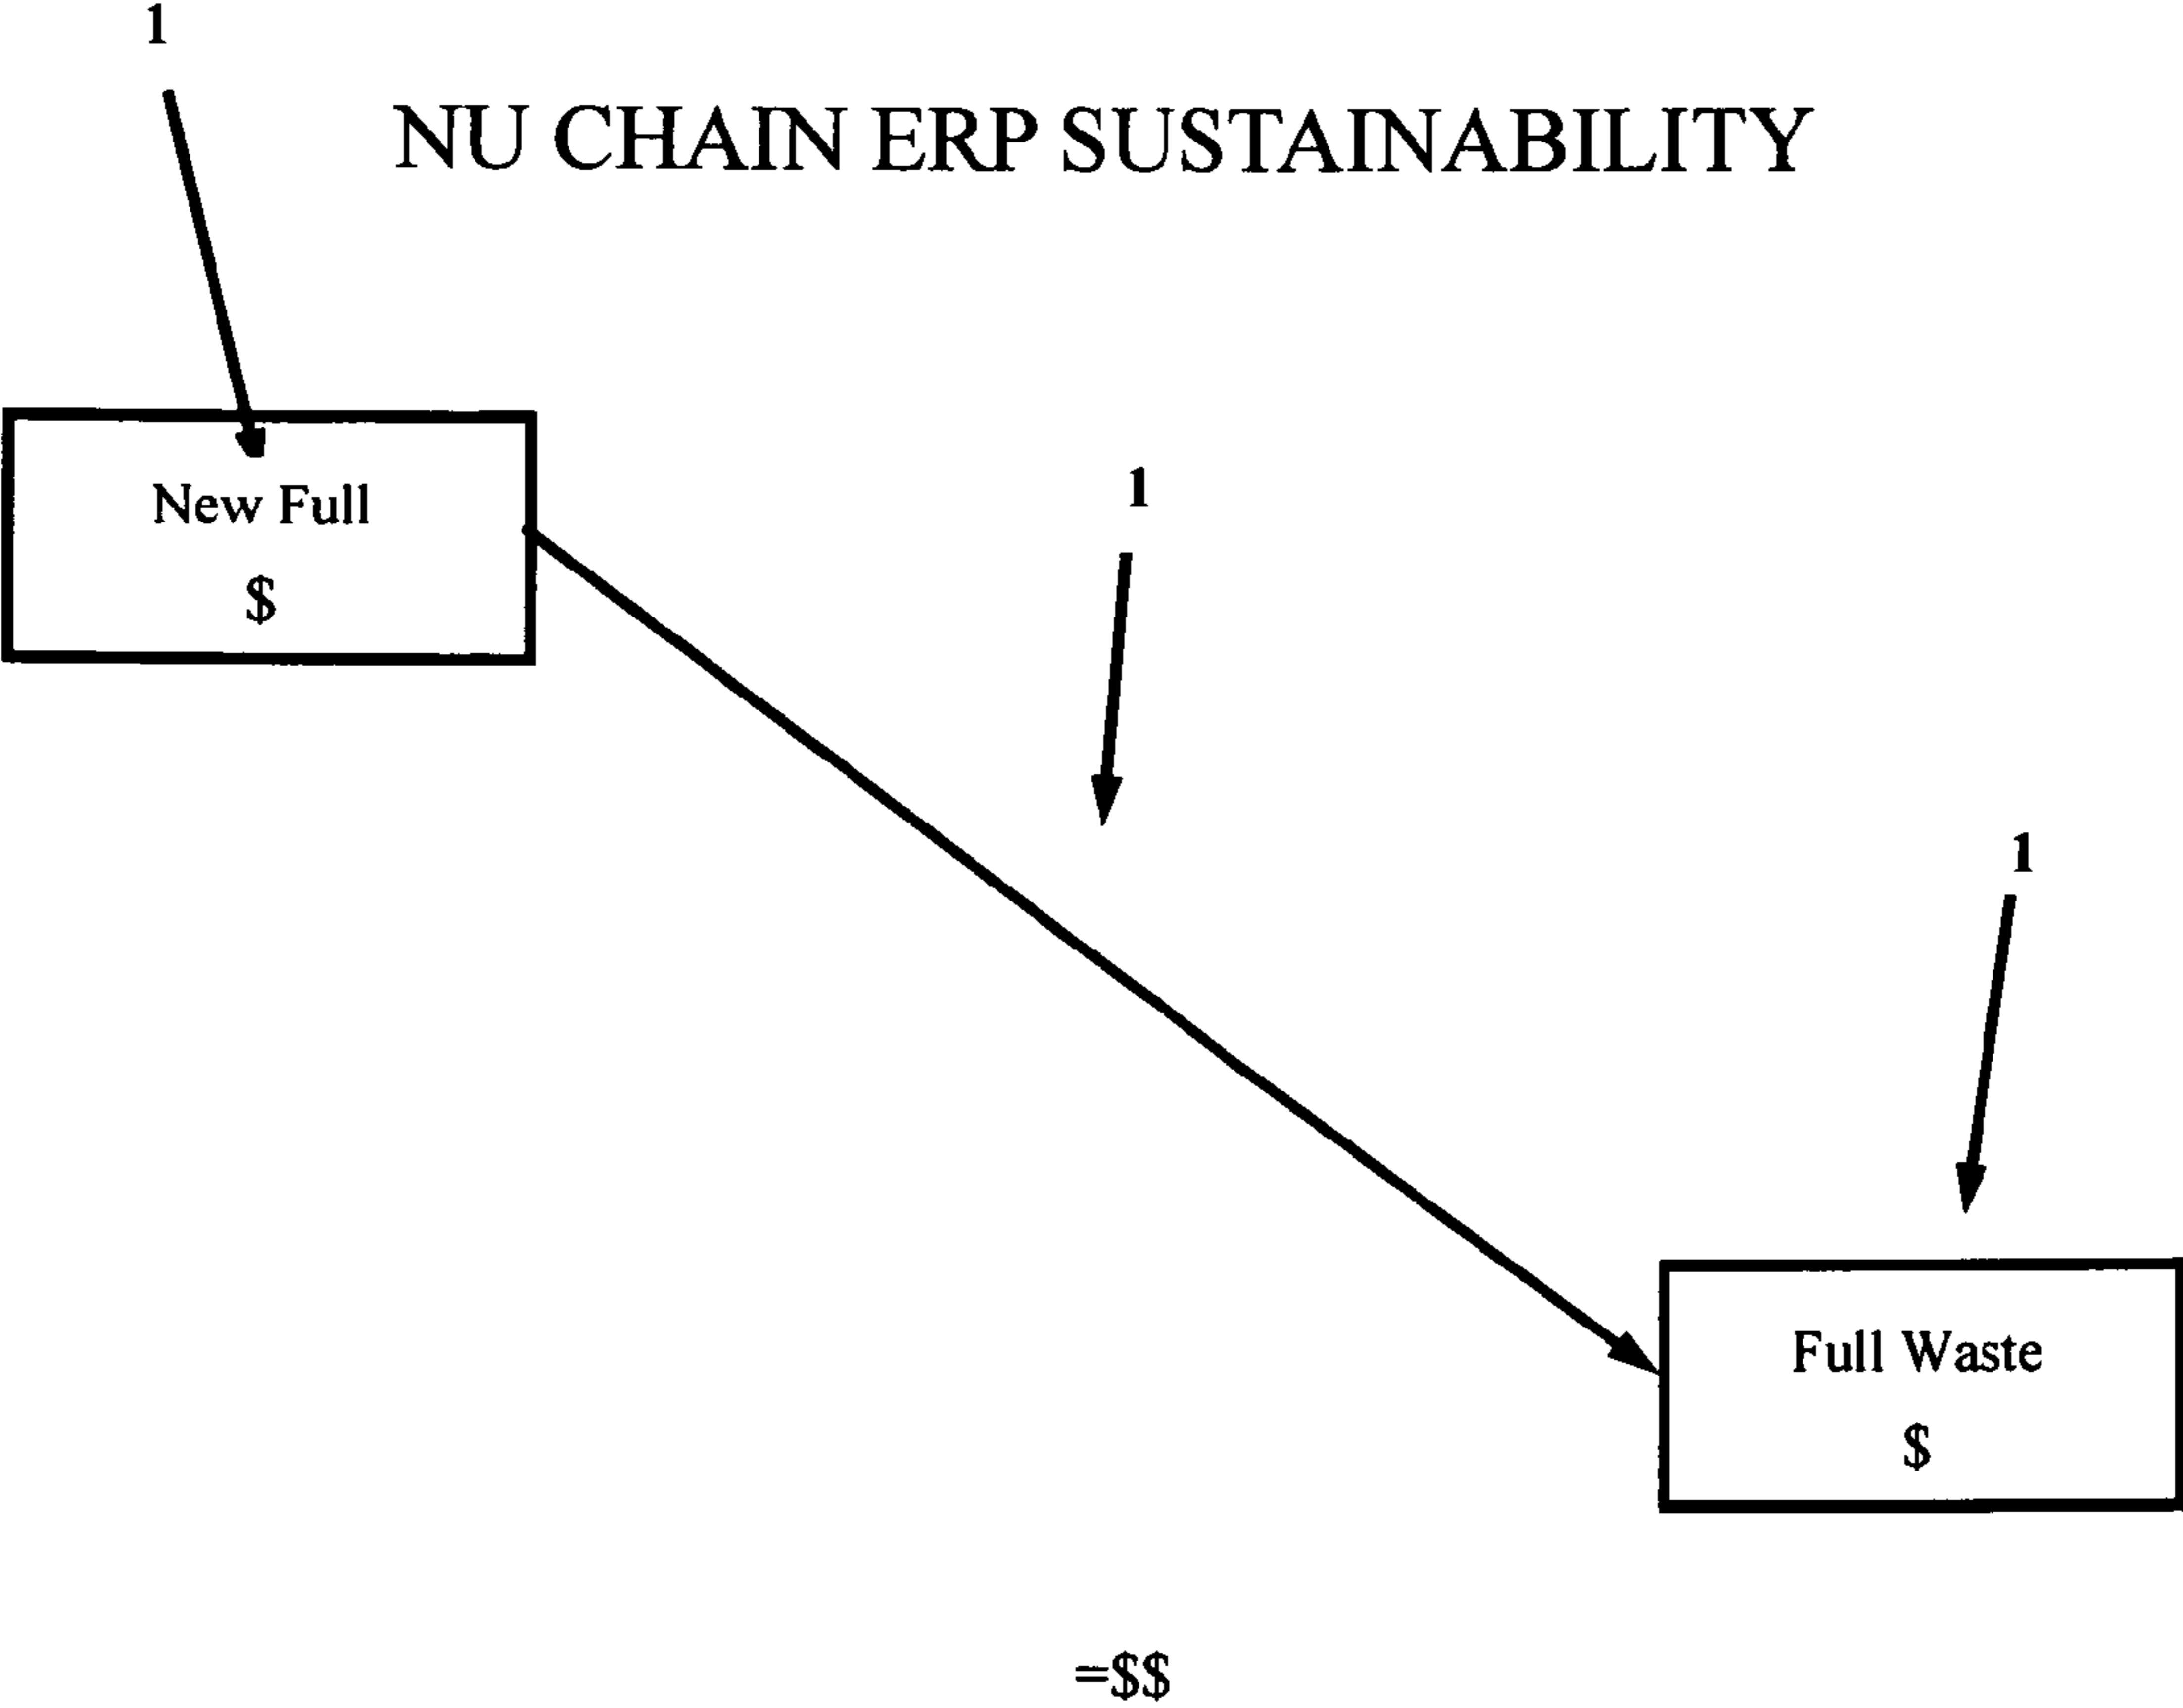 1
NU CHAIN ERP SUSTAINABILITY
New Full
$
1
1
Full Waste
$
=$$